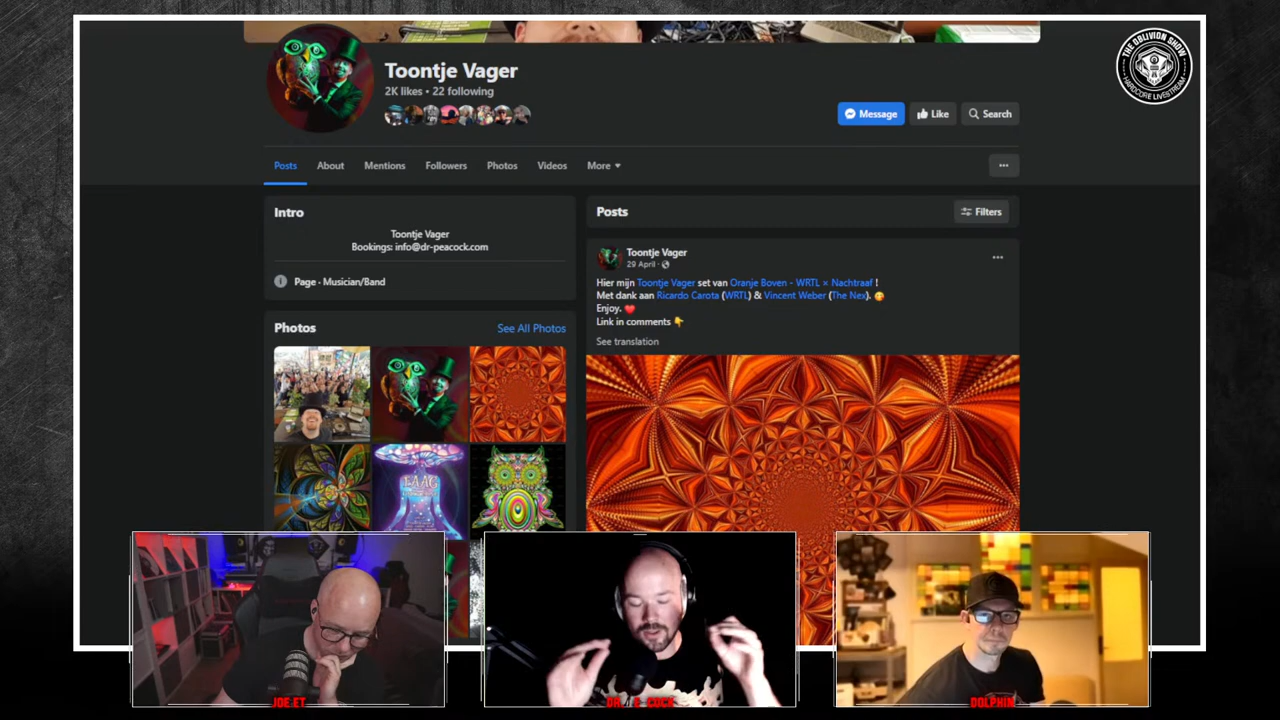 Toontje Vager
2K likes • 22 following
Message
Like
Search
THE OBLIVION SHOW
HARDCORE LIVESTREAM
Posts
About
Mentions
Followers
Photos
Videos
More
Intro
Toontje Vager
Bookings: info@dr-peacock.com
Page · Musician/Band
Photos
See All Photos
Posts
Filters
Toontje Vager
29 April
Hier mijn Toontje Vager set van Oranje Boven - WRTL × Nachtraaf !
Met dank aan Ricardo Carota (WRTL) & Vincent Weber (The Nex). 🥰
Enjoy. ❤️
Link in comments 👇
See translation
DOLPHIN